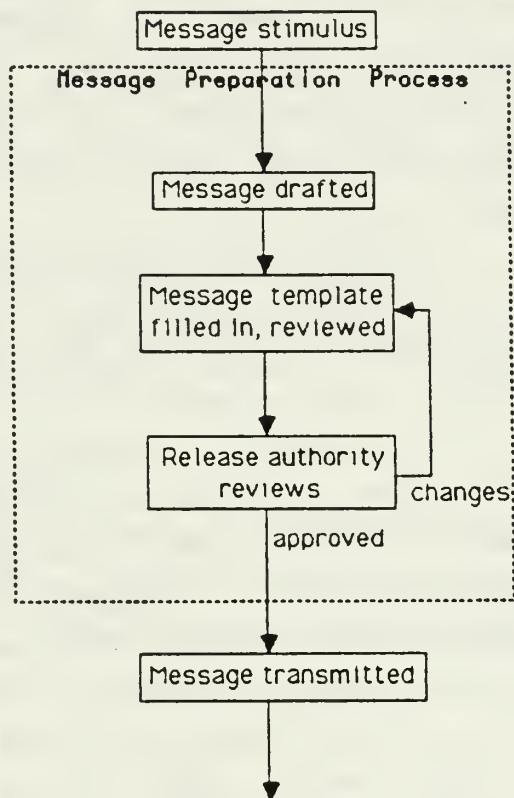 Message stimulus
Message Preparation Process
Message drafted
Message template
filled in, reviewed
Release authority
reviews
changes
approved
Message transmitted